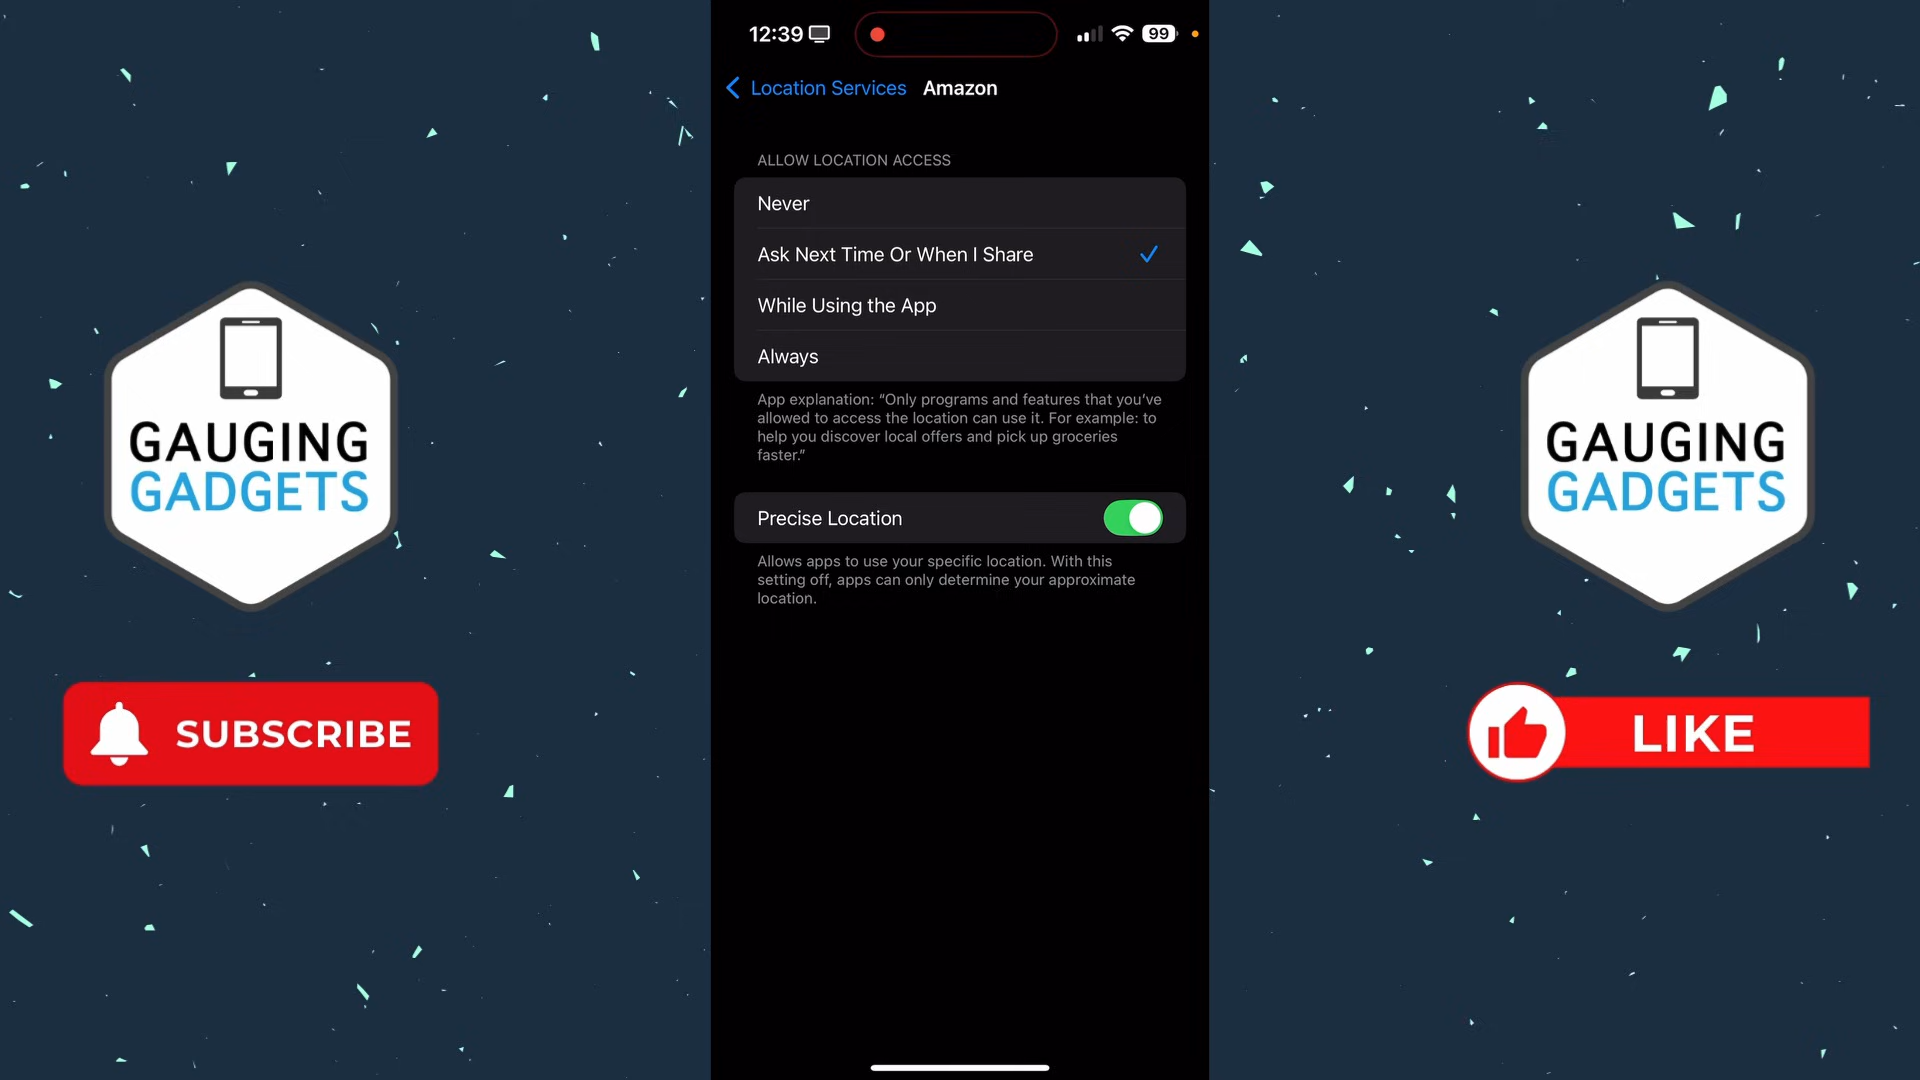 12:39
99
Location Services Amazon
ALLOW LOCATION ACCESS
Never
Ask Next Time Or When I Share
While Using the App
Always
App explanation: “Only programs and features that you’ve
allowed to access the location can use it. For example: to
help you discover local offers and pick up groceries
faster.”
Precise Location
Allows apps to use your specific location. With this
setting off, apps can only determine your approximate
location.
GAUGING
GADGETS
SUBSCRIBE
GAUGING
GADGETS
LIKE